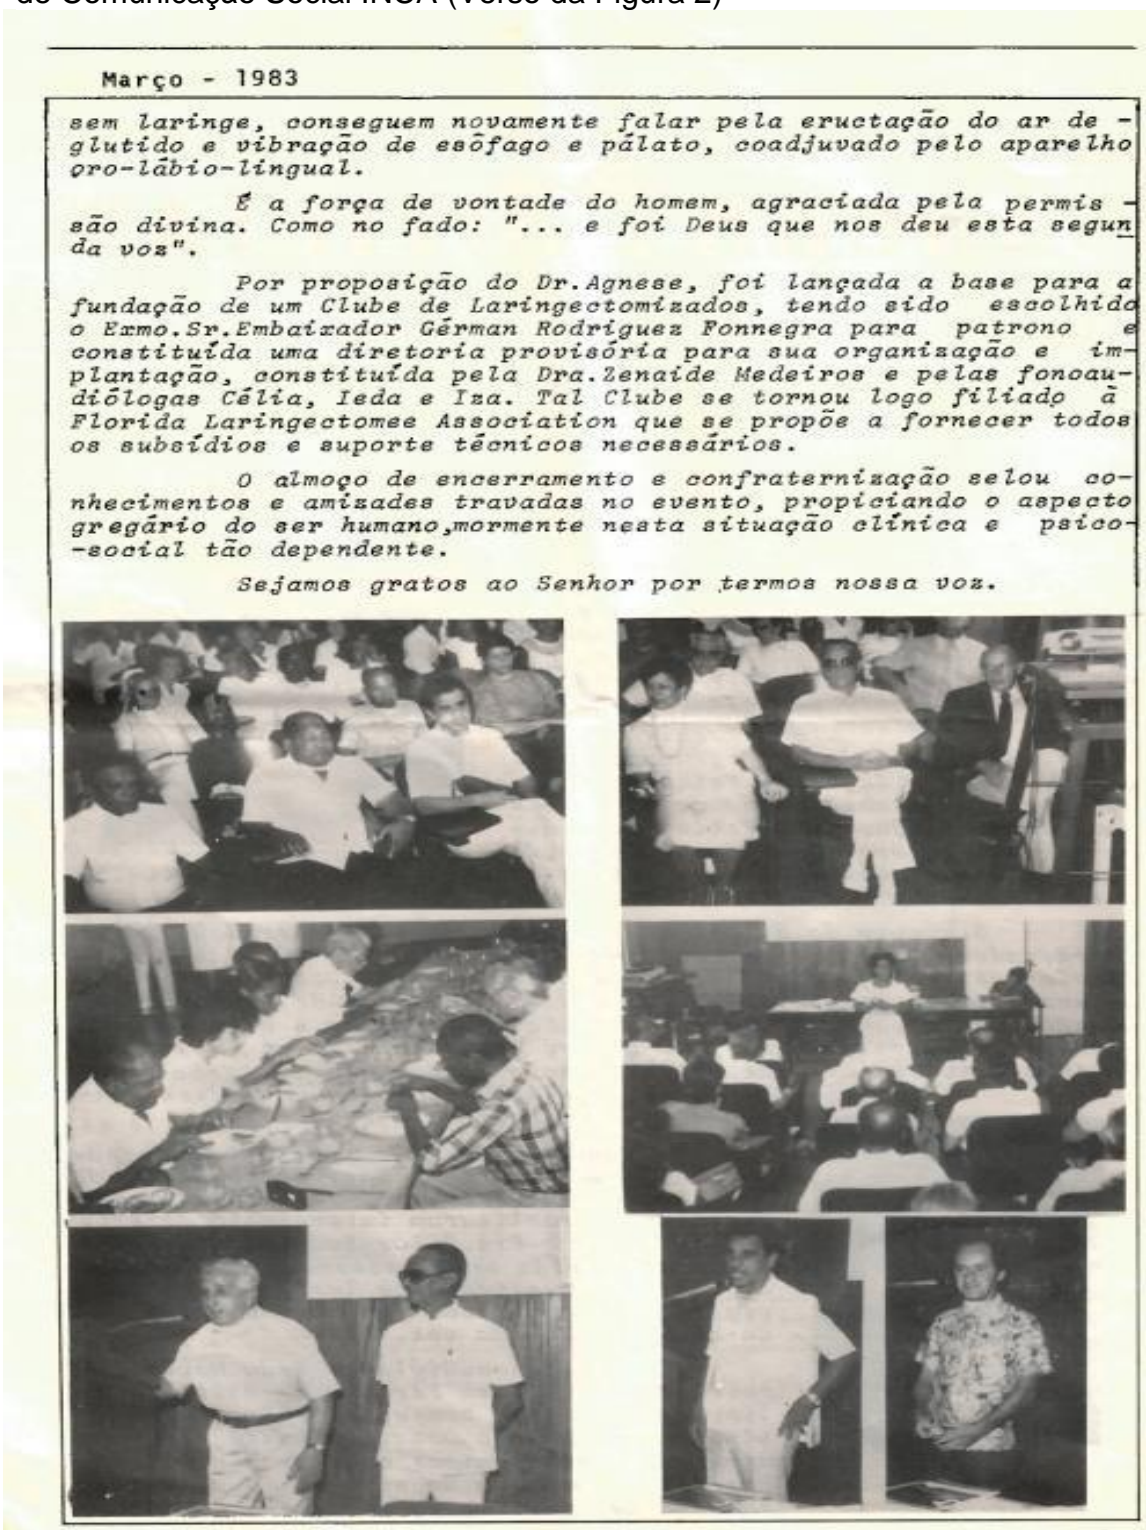 de Comunicação Social INCA (Verso da Figura 2)
Março - 1983
sem laringe, conseguem novamente falar pela eructação do ar de -
glutido e vibração de esôfago e pálato, coadjuvado pelo aparelho
oro-lábio-lingual.
É a força de vontade do homem, agraciada pela permis -
são divina. Como no fado: "... e foi Deus que nos deu esta segun
da voz".
Por proposição do Dr.Agnese, foi lançada a base para a
fundação de um Clube de Laringectomizados, tendo sido escolhido
o Exmo.Sr.Embaixador Gérman Rodriguez Fonnegra para patrono e
constituída uma diretoria provisória para sua organização e im-
plantação, constituída pela Dra.Zenaide Medeiros e pelas fonoau-
diólogas Célia, Ieda e Iza. Tal Clube se tornou logo filiado à
Florida Laringectomee Association que se propõe a fornecer todos
os subsídios e suporte técnicos necessários.
O almoço de encerramento e confraternização selou co-
nhecimentos e amizades travadas no evento, propiciando o aspecto
gregário do ser humano,mormente nesta situação clínica e psico-
-social tão dependente.
Sejamos gratos ao Senhor por termos nossa voz.